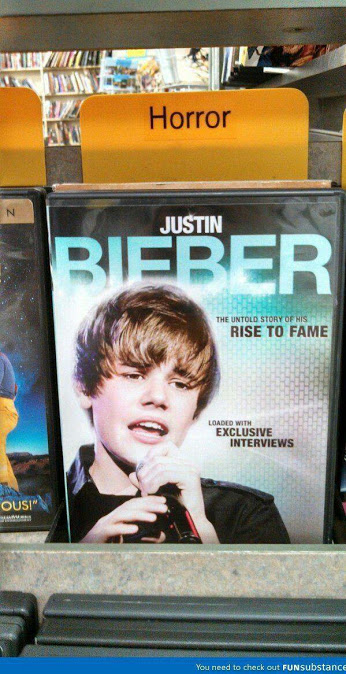 Horror
N
JUSTIN
BIEBER
THE UNTOLD STORY OF HIS
RISE TO FAME
LOADED WITH
EXCLUSIVE
INTERVIEWS
OUS!"
You need to check out FUNsubstance